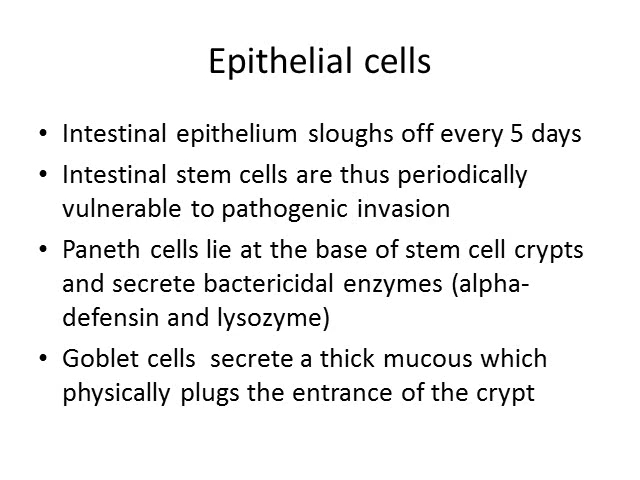 Epithelial cells
• Intestinal epithelium sloughs off every 5 days
• Intestinal stem cells are thus periodically
vulnerable to pathogenic invasion
• Paneth cells lie at the base of stem cell crypts
and secrete bactericidal enzymes (alpha-
defensin and lysozyme)
• Goblet cells  secrete a thick mucous which
physically plugs the entrance of the crypt